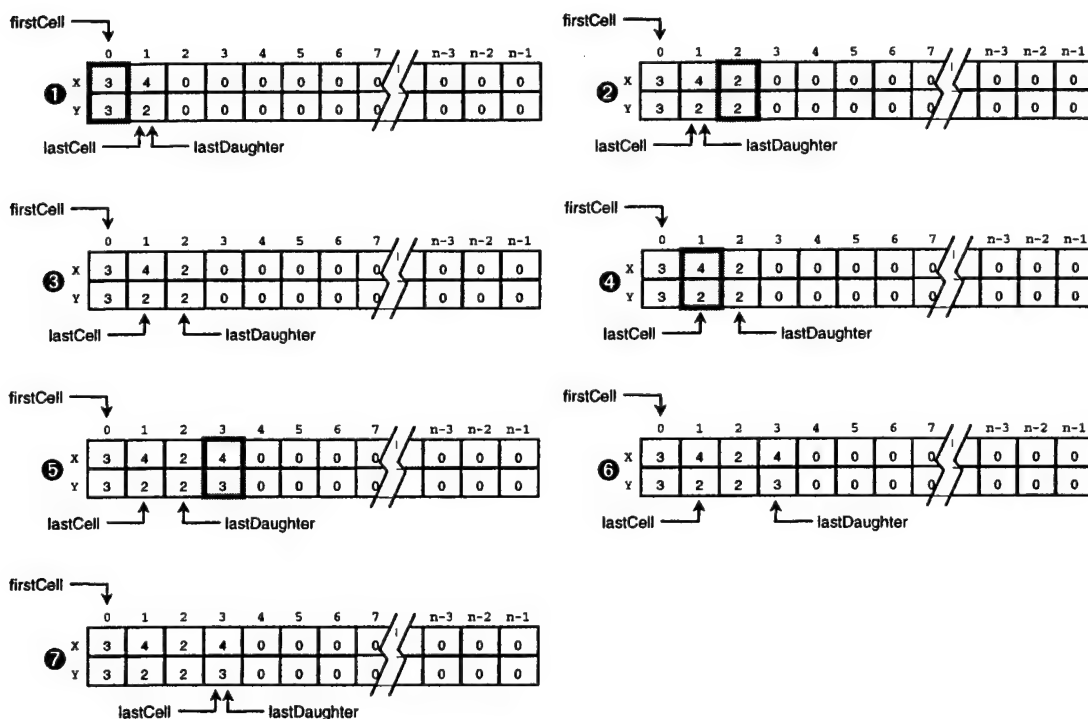 firstCell
0 1 2 3 4 5 6 7 n-3 n-2 n-1
❶ X 3 4 0 0 0 0 0 0 0 0 0
Y 3 2 0 0 0 0 0 0 0 0 0
lastCell lastDaughter
firstCell
0 1 2 3 4 5 6 7 n-3 n-2 n-1
❷ X 3 4 2 0 0 0 0 0 0 0 0
Y 3 2 2 0 0 0 0 0 0 0 0
lastCell lastDaughter
firstCell
0 1 2 3 4 5 6 7 n-3 n-2 n-1
❸ X 3 4 2 0 0 0 0 0 0 0 0
Y 3 2 2 0 0 0 0 0 0 0 0
lastCell lastDaughter
firstCell
0 1 2 3 4 5 6 7 n-3 n-2 n-1
❹ X 3 4 2 0 0 0 0 0 0 0 0
Y 3 2 2 0 0 0 0 0 0 0 0
lastCell lastDaughter
firstCell
0 1 2 3 4 5 6 7 n-3 n-2 n-1
❺ X 3 4 2 4 0 0 0 0 0 0 0
Y 3 2 2 3 0 0 0 0 0 0 0
lastCell lastDaughter
firstCell
0 1 2 3 4 5 6 7 n-3 n-2 n-1
❻ X 3 4 2 4 0 0 0 0 0 0 0
Y 3 2 2 3 0 0 0 0 0 0 0
lastCell lastDaughter
firstCell
0 1 2 3 4 5 6 7 n-3 n-2 n-1
❼ X 3 4 2 4 0 0 0 0 0 0 0
Y 3 2 2 3 0 0 0 0 0 0 0
lastCell lastDaughter